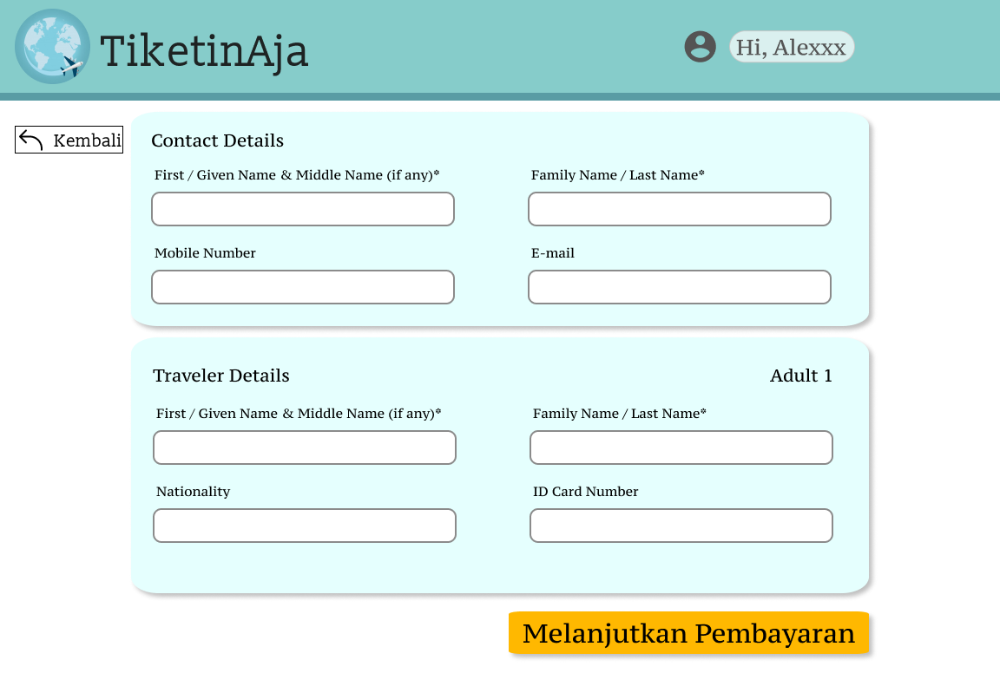 TiketinAja
Hi, Alexxx
Kembali
Contact Details
First / Given Name & Middle Name (if any)*
Family Name / Last Name*
Mobile Number
E-mail
Traveler Details
Adult 1
First / Given Name & Middle Name (if any)*
Family Name / Last Name*
Nationality
ID Card Number
Melanjutkan Pembayaran